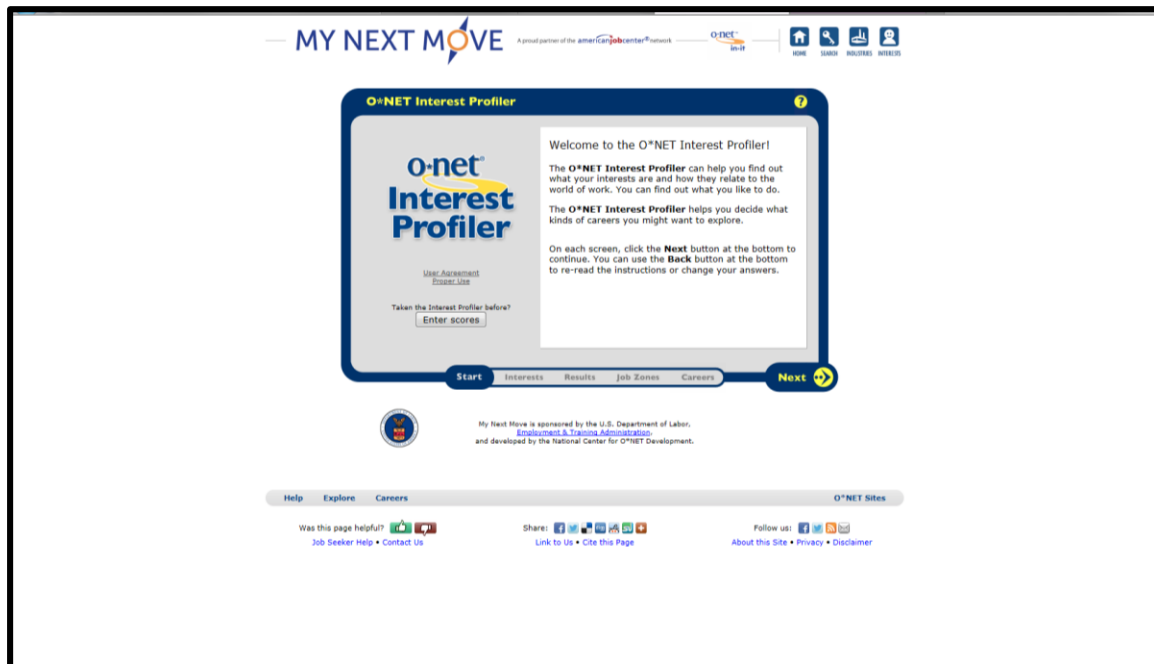 MY NEXT MOVE
A proud partner of the americanjobcenter® network
o·net™
in-it
HOME SEARCH INDUSTRIES INTERESTS
O*NET Interest Profiler ?
o·net®
Interest
Profiler
User Agreement
Proper Use
Taken the Interest Profiler before?
Enter scores
Welcome to the O*NET Interest Profiler!
The O*NET Interest Profiler can help you find out
what your interests are and how they relate to the
world of work. You can find out what you like to do.
The O*NET Interest Profiler helps you decide what
kinds of careers you might want to explore.
On each screen, click the Next button at the bottom to
continue. You can use the Back button at the bottom
to re-read the instructions or change your answers.
Start Interests Results Job Zones Careers Next
My Next Move is sponsored by the U.S. Department of Labor,
Employment & Training Administration,
and developed by the National Center for O*NET Development.
Help Explore Careers O*NET Sites
Was this page helpful? Share: Follow us:
Job Seeker Help • Contact Us Link to Us • Cite this Page About this Site • Privacy • Disclaimer